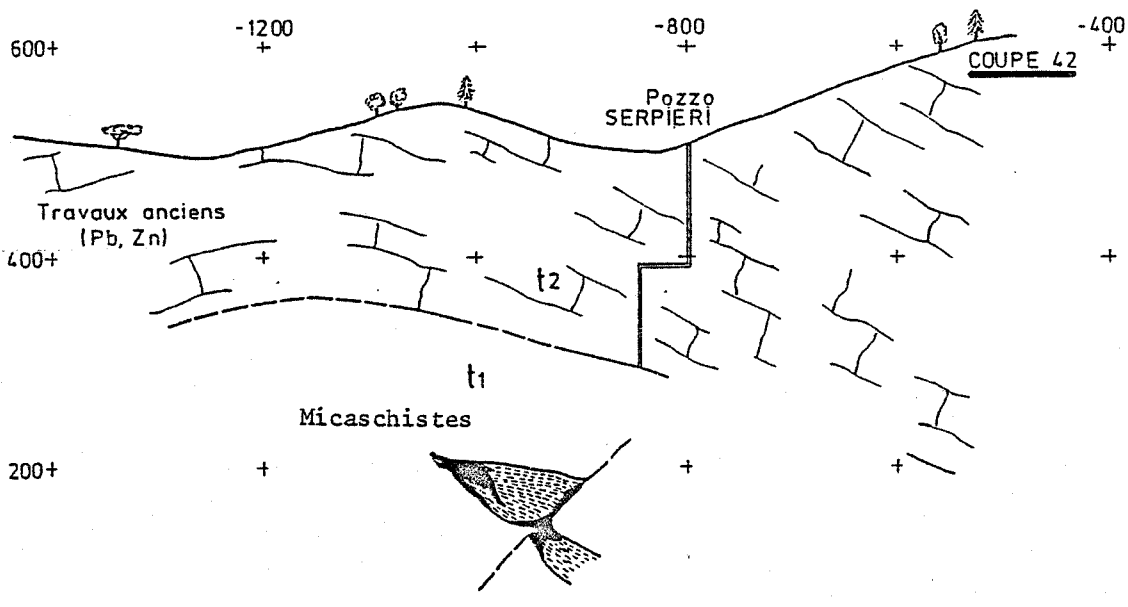 -1200
-800
-400
600+
COUPE 42
Pozzo
SERPIERI
Travaux anciens
(Pb, Zn)
400+
t2
t1
Micaschistes
200+